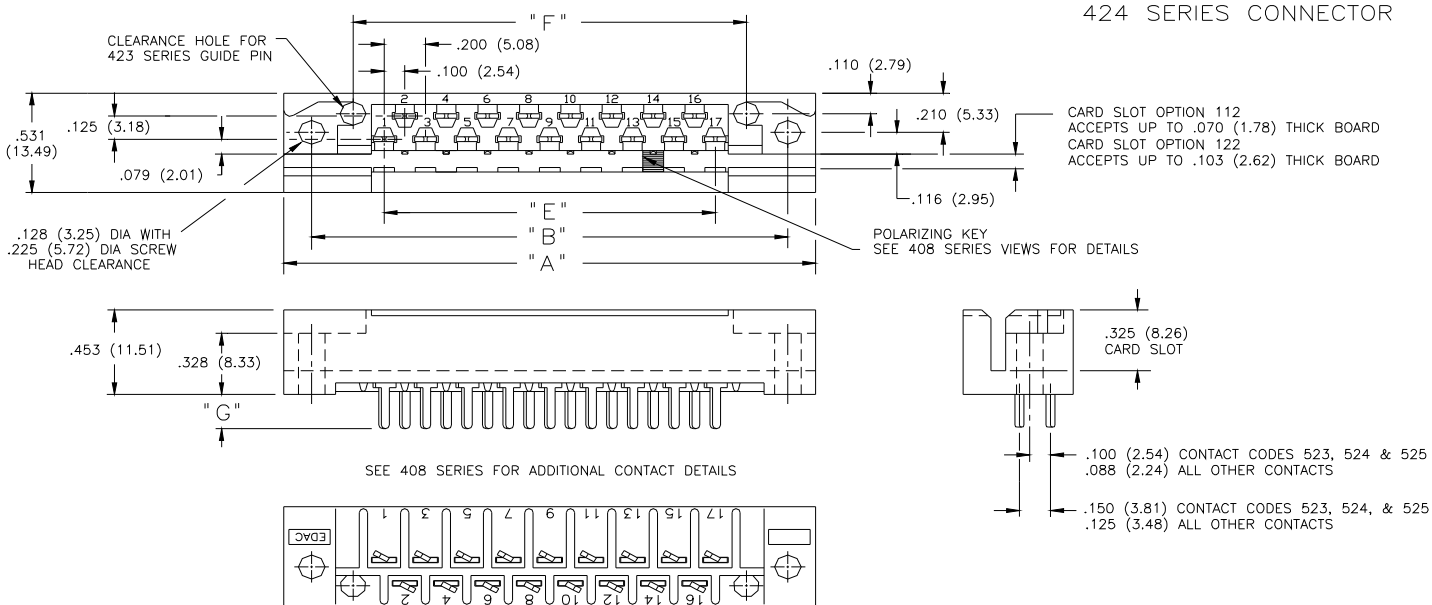 424 SERIES CONNECTOR
"F"
CLEARANCE HOLE FOR
423 SERIES GUIDE PIN
.200 (5.08)
.100 (2.54)
.110 (2.79)
2 4 6 8 10 12 14 16
1 3 5 7 9 11 13 15 17
.531
(13.49)
.125 (3.18)
.210 (5.33)
CARD SLOT OPTION 112
ACCEPTS UP TO .070 (1.78) THICK BOARD
CARD SLOT OPTION 122
ACCEPTS UP TO .103 (2.62) THICK BOARD
.079 (2.01)
.116 (2.95)
"E"
.128 (3.25) DIA WITH
.225 (5.72) DIA SCREW
HEAD CLEARANCE
"B"
POLARIZING KEY
SEE 408 SERIES VIEWS FOR DETAILS
"A"
.453 (11.51)
.328 (8.33)
.325 (8.26)
CARD SLOT
"G"
SEE 408 SERIES FOR ADDITIONAL CONTACT DETAILS
.100 (2.54) CONTACT CODES 523, 524 & 525
.088 (2.24) ALL OTHER CONTACTS
.150 (3.81) CONTACT CODES 523, 524, & 525
.125 (3.48) ALL OTHER CONTACTS
1 3 5 7 9 11 13 15 17
EDAC
2 4 6 8 10 12 14 16